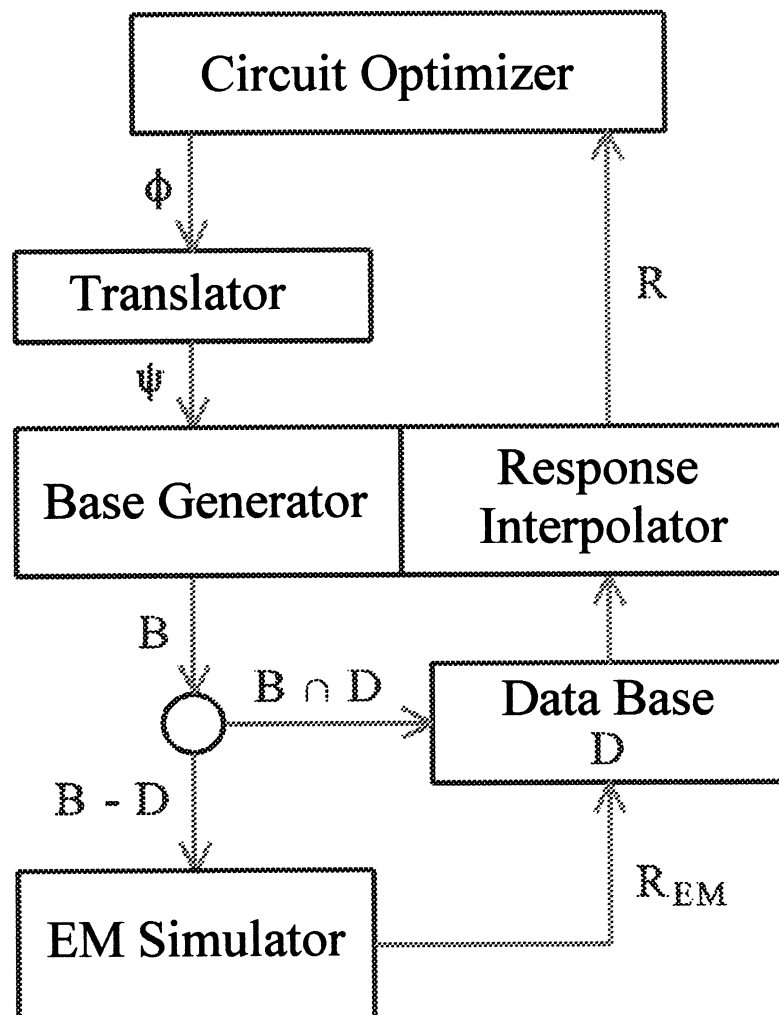 Circuit Optimizer
ϕ
R
Translator
ψ
Base Generator
Response
Interpolator
B
B ∩ D
Data Base
D
B - D
R_EM
EM Simulator